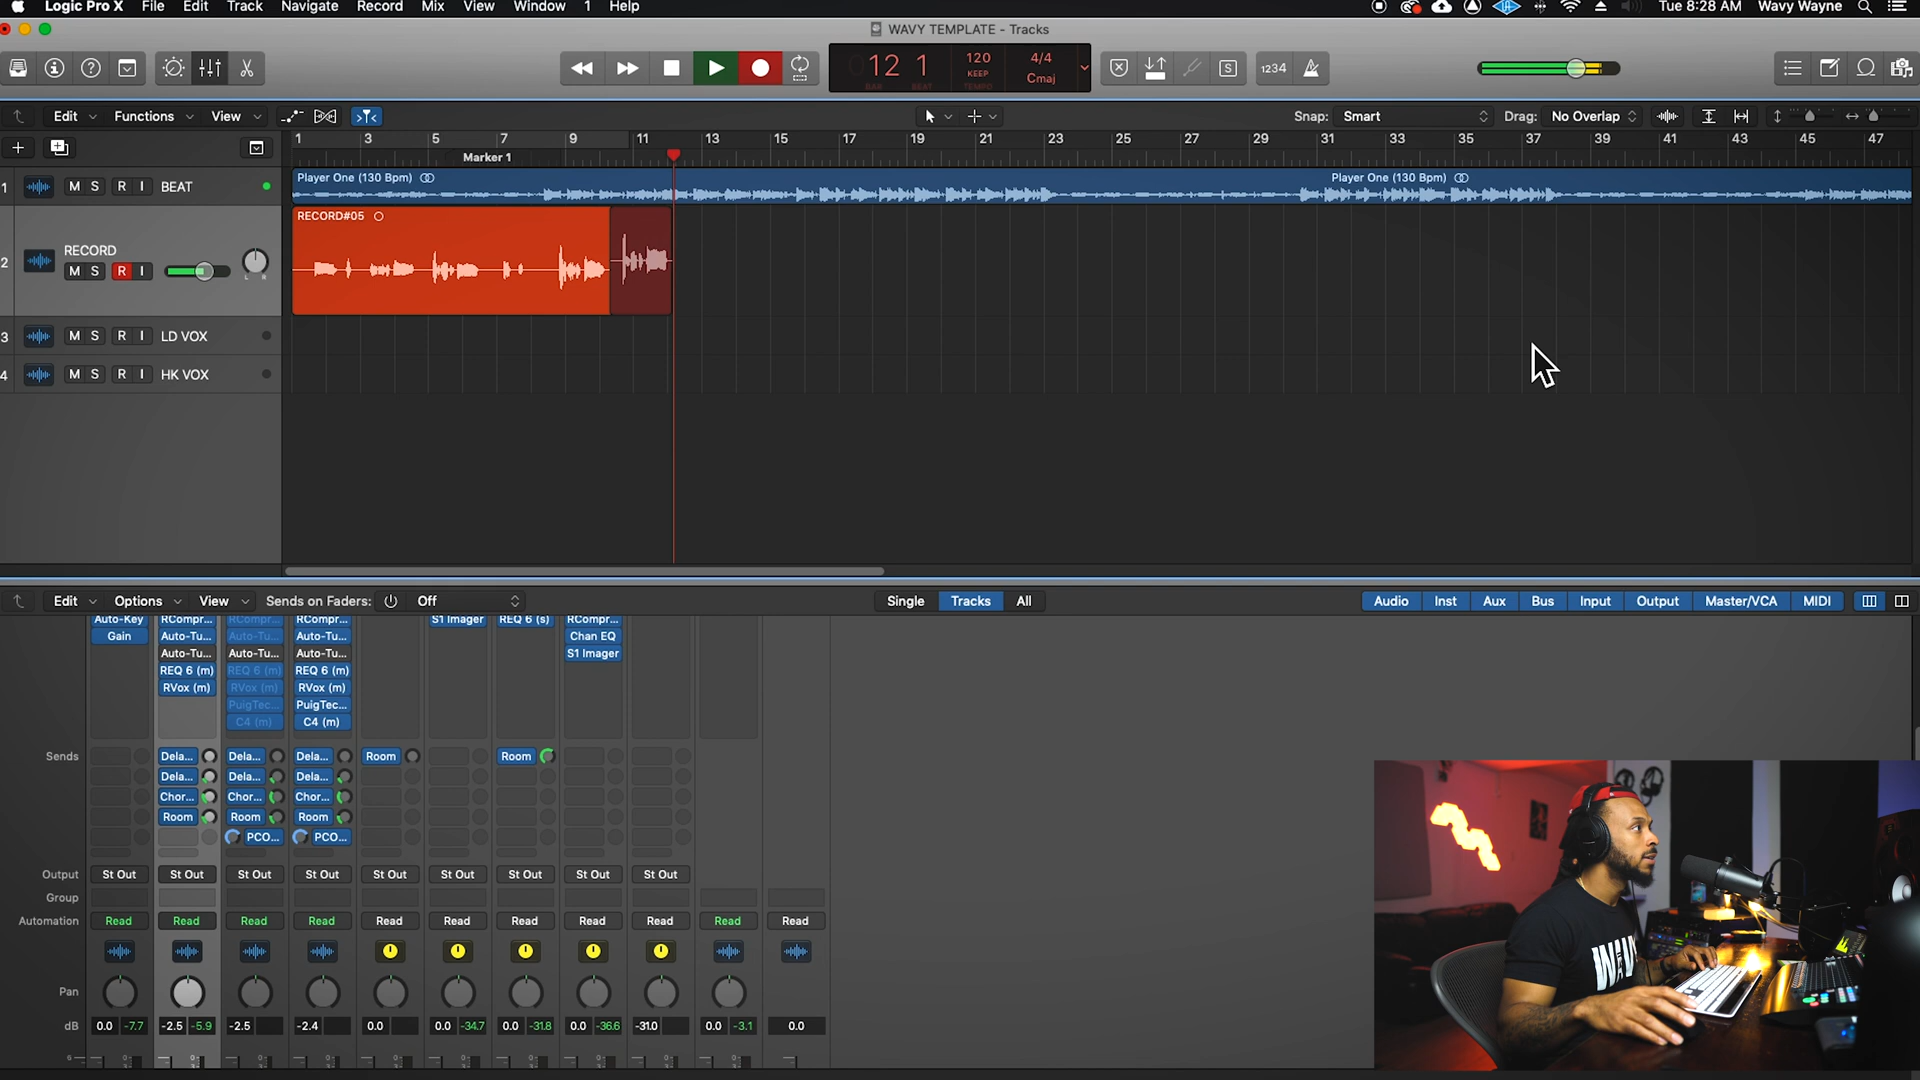 Logic Pro X File Edit Track Navigate Record Mix View Window 1 Help Tue 8:28 AM Wavy Wayne
WAVY TEMPLATE - Tracks
12 1 120 4/4
BAR BEAT KEEP TEMPO Cmaj
S 1234
Edit Functions View Snap: Smart Drag: No Overlap
1 3 5 7 9 11 13 15 17 19 21 23 25 27 29 31 33 35 37 39 41 43 45 47
Marker 1
1 M S R I BEAT
Player One (130 Bpm) Player One (130 Bpm)
RECORD#05
2 RECORD
M S R I L R
3 M S R I LD VOX
4 M S R I HK VOX
Edit Options View Sends on Faders: Off Single Tracks All Audio Inst Aux Bus Input Output Master/VCA MIDI
Auto-Key RCompr... RCompr... RCompr... S1 Imager REQ 6 (s) RCompr...
Gain Auto-Tu... Auto-Tu... Auto-Tu... Chan EQ
Auto-Tu... Auto-Tu... Auto-Tu... S1 Imager
REQ 6 (m) REQ 6 (m) REQ 6 (m)
RVox (m) RVox (m) RVox (m)
PuigTec... PuigTec...
C4 (m) C4 (m)
Sends Dela... Dela... Dela... Room Room
Dela... Dela... Dela...
Chor... Chor... Chor...
Room Room Room
PCO... PCO...
Output St Out St Out St Out St Out St Out St Out St Out St Out St Out
Group
Automation Read Read Read Read Read Read Read Read Read Read Read
Pan
dB 0.0 -7.7 -2.5 -5.9 -2.5 -2.4 0.0 0.0 -34.7 0.0 -31.8 0.0 -36.6 -31.0 0.0 -3.1 0.0